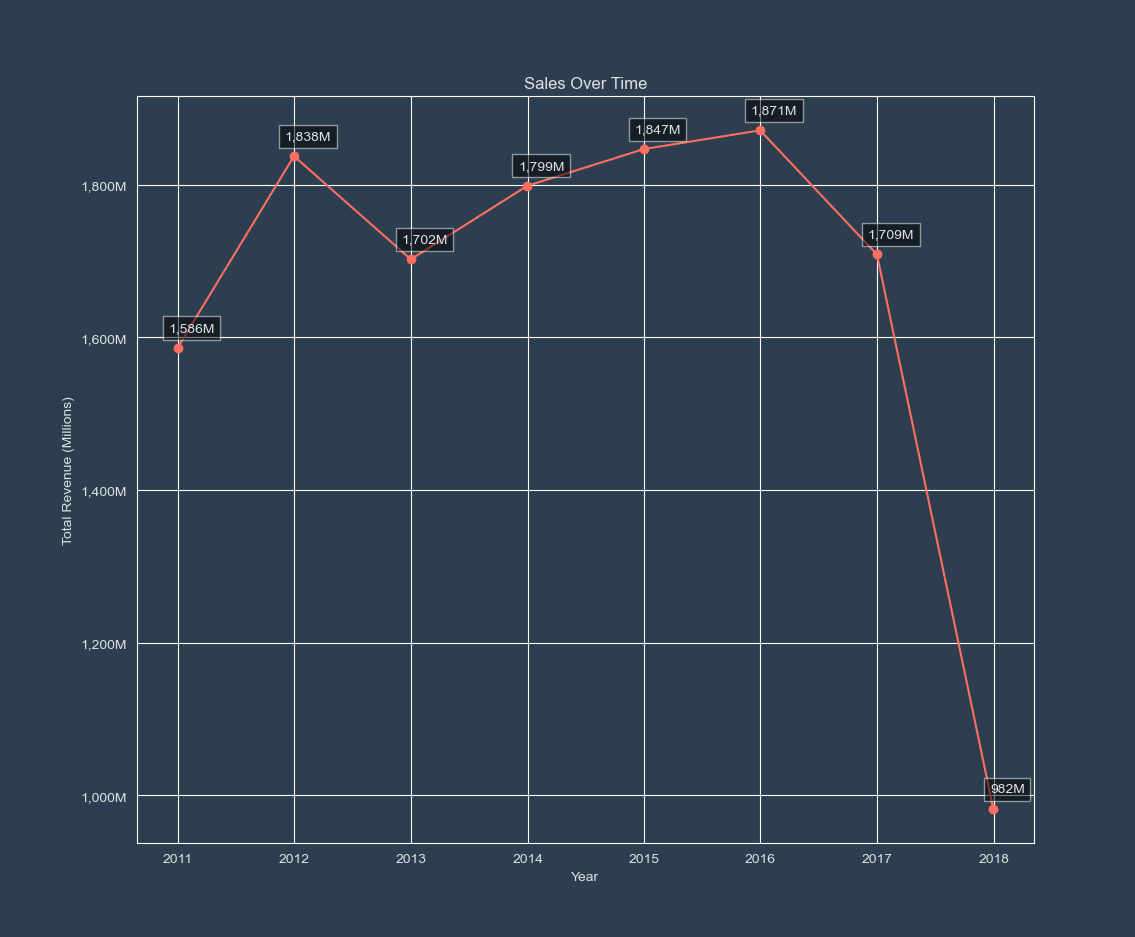 Sales Over Time
1,871M
1,847M
1,838M
1,799M
1,800M
1,709M
1,702M
1,586M
1,600M
Total Revenue (Millions)
1,400M
1,200M
982M
1,000M
2011 2012 2013 2014 2015 2016 2017 2018
Year